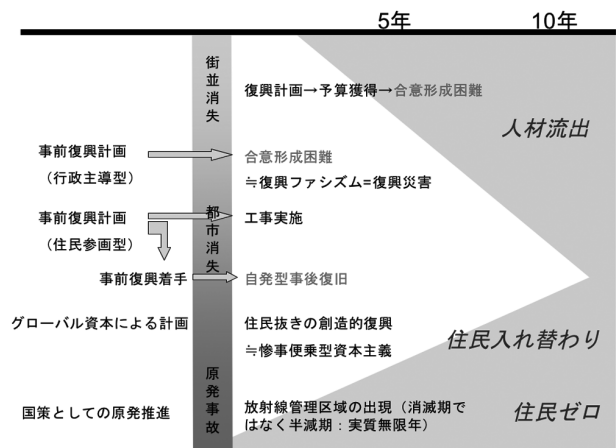 5年
10年
街並消失
復興計画→予算獲得→合意形成困難
人材流出
事前復興計画
(行政主導型)
合意形成困難
≒復興ファシズム=復興災害
事前復興計画
(住民参画型)
都市消失
工事実施
事前復興着手
自発型事後復旧
グローバル資本による計画
住民抜きの創造的復興
≒惨事便乗型資本主義
住民入れ替わり
原発事故
国策としての原発推進
放射線管理区域の出現(消滅期で
はなく半減期:実質無限年)
住民ゼロ